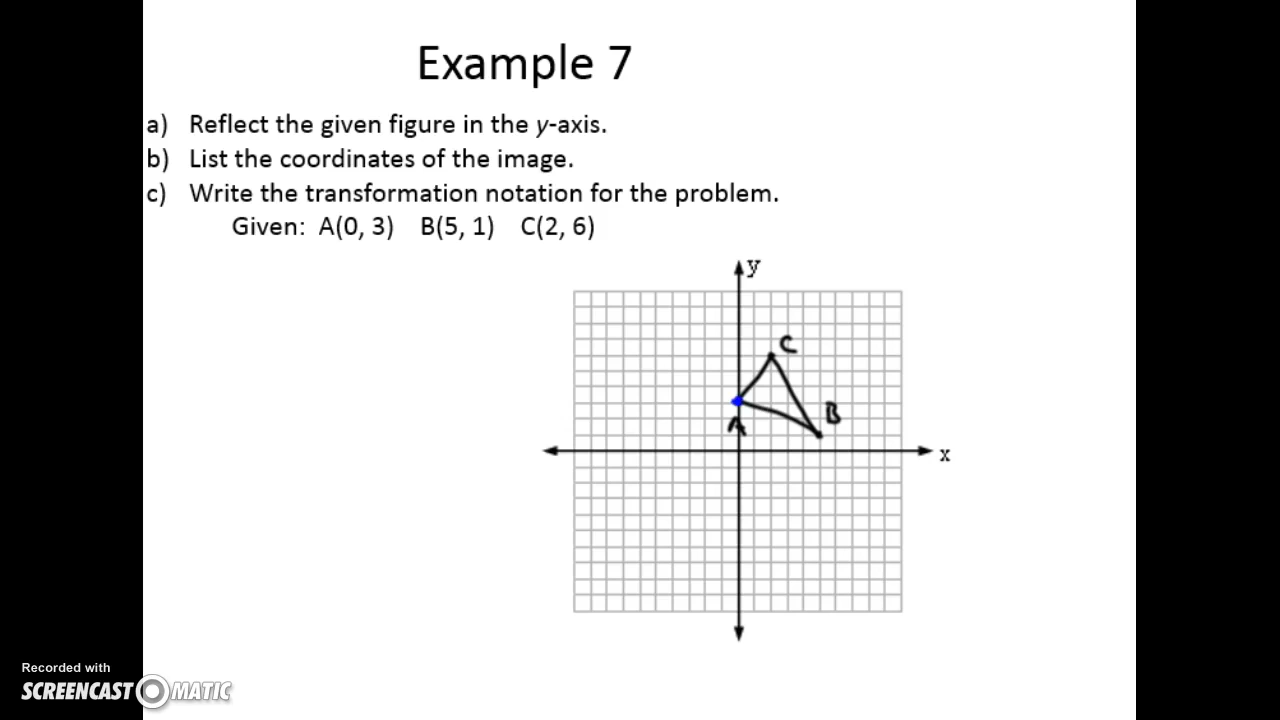 Example 7
a) Reflect the given figure in the y-axis.
b) List the coordinates of the image.
c) Write the transformation notation for the problem.
Given: A(0, 3) B(5, 1) C(2, 6)
y
C
B
A
x
Recorded with
SCREENCAST MATIC